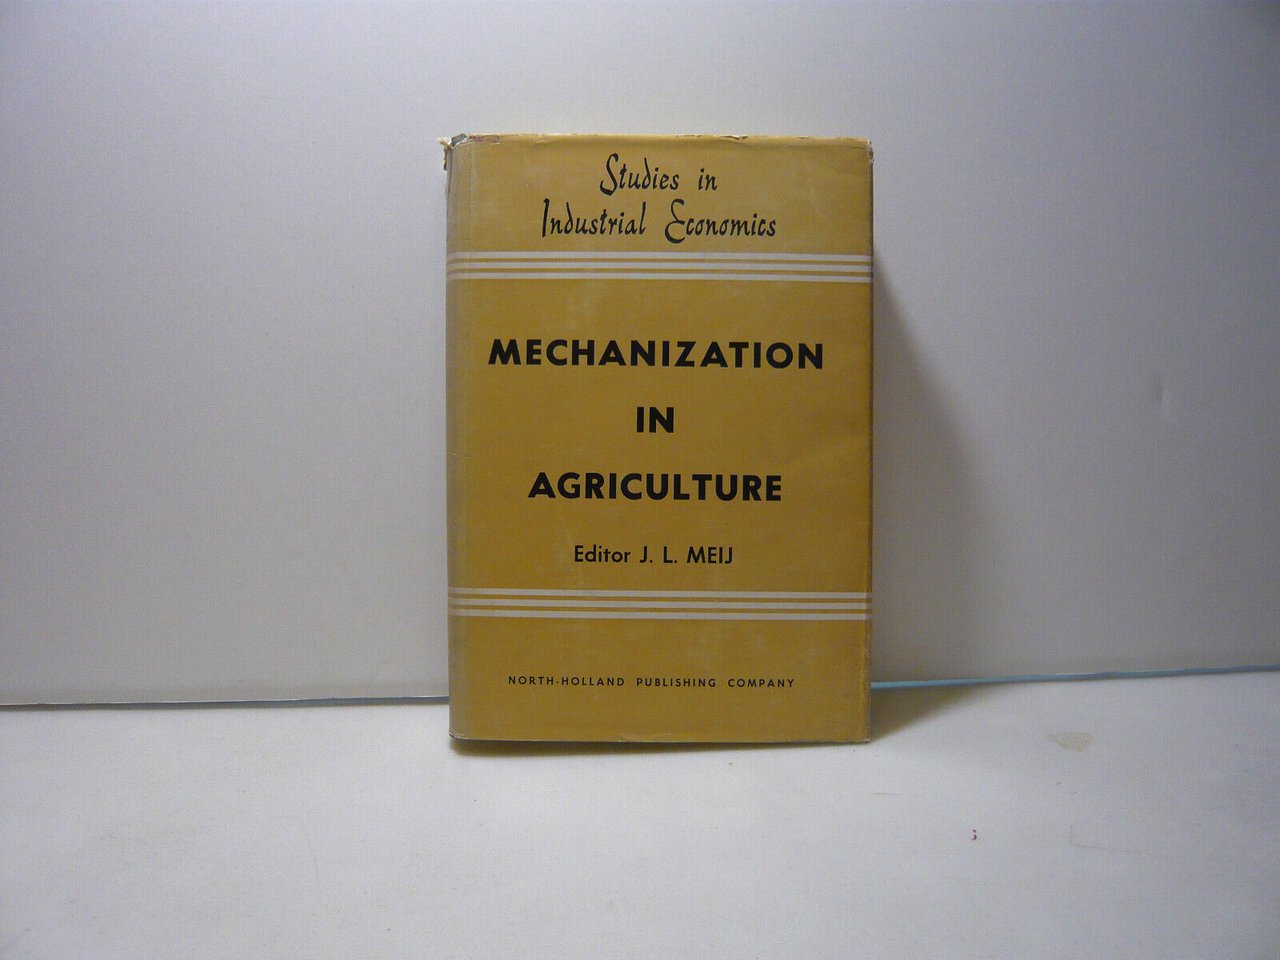 Studies in
Industrial Economics
MECHANIZATION
IN
AGRICULTURE
Editor J. L. MEIJ
NORTH-HOLLAND PUBLISHING COMPANY